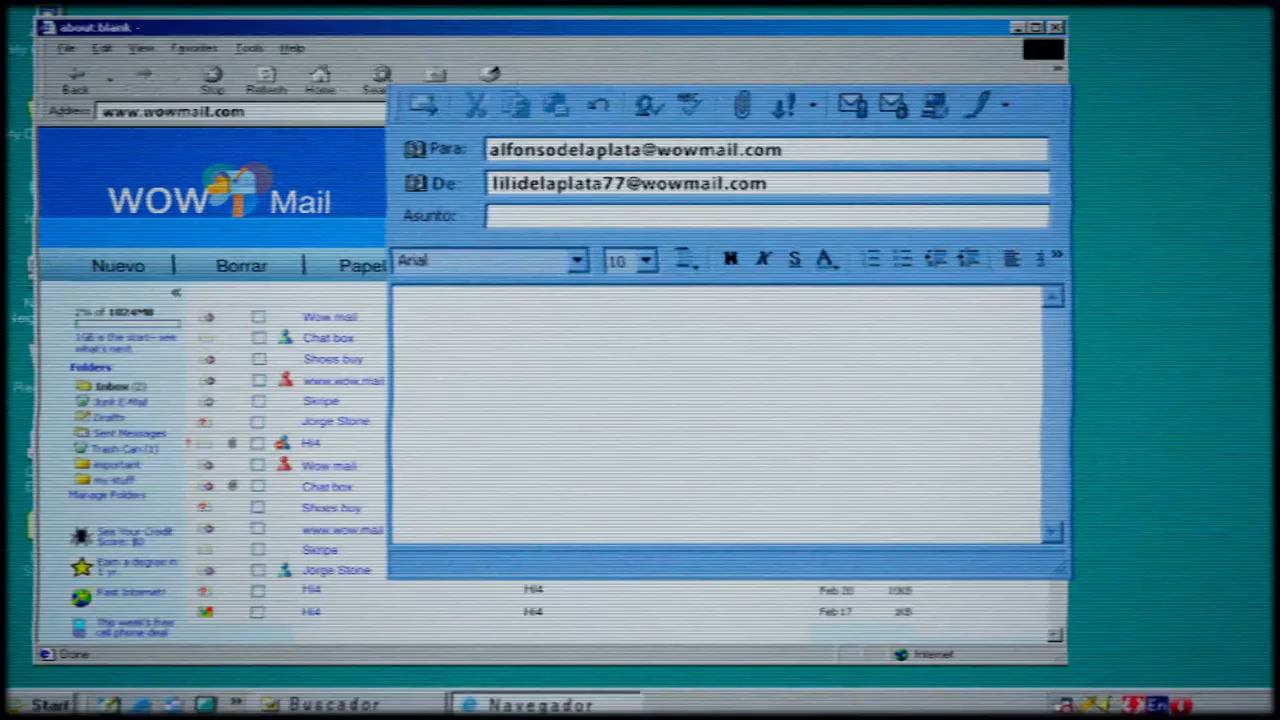 about:blank -
File Edit View Favorites Tools Help
Back Stop Refresh Home
Address www.wowmail.com
WOW Mail
Nuevo | Borrar | Papel
Para: alfonsodelaplata@wowmail.com
De: lilidelaplata77@wowmail.com
Asunto:
Arial 10
2% of 1024MB
1GB is the start-- see
what's next
Folders
Inbox (2)
Junk E-Mail
Drafts
Sent Messages
Trash Can (1)
important
my stuff
Manage Folders
See Your Credit
Score: $0
Earn a degree in
1 yr.
Fast Internet!
This week's free
cell phone deal
Wow mail
Chat box
Shoes buy
www.wow.mail
Skripe
Jorge Stone
Hi4
Wow mail
Chat box
Shoes buy
www.wow.mail
Skripe
Jorge Stone
Hi4 Hi4 Feb 20
Hi4 Hi4 Feb 17
Done Internet
Start Buscador Navegador En